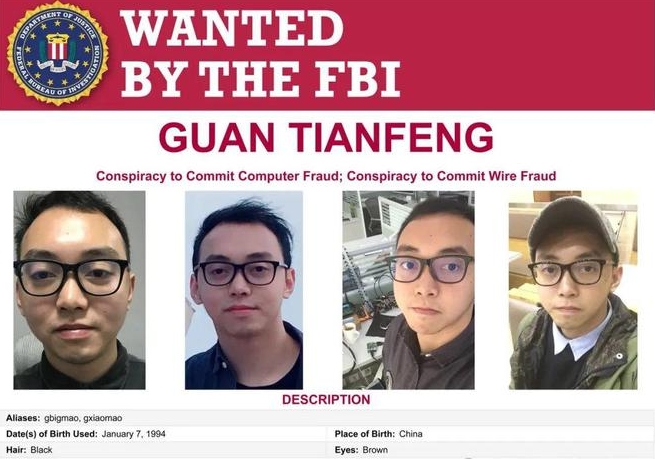 DEPARTMENT OF JUSTICE
FEDERAL BUREAU OF INVESTIGATION
WANTED
BY THE FBI
GUAN TIANFENG
Conspiracy to Commit Computer Fraud; Conspiracy to Commit Wire Fraud
DESCRIPTION
Aliases: gbigmao, gxiaomao
Date(s) of Birth Used: January 7, 1994 Place of Birth: China
Hair: Black Eyes: Brown